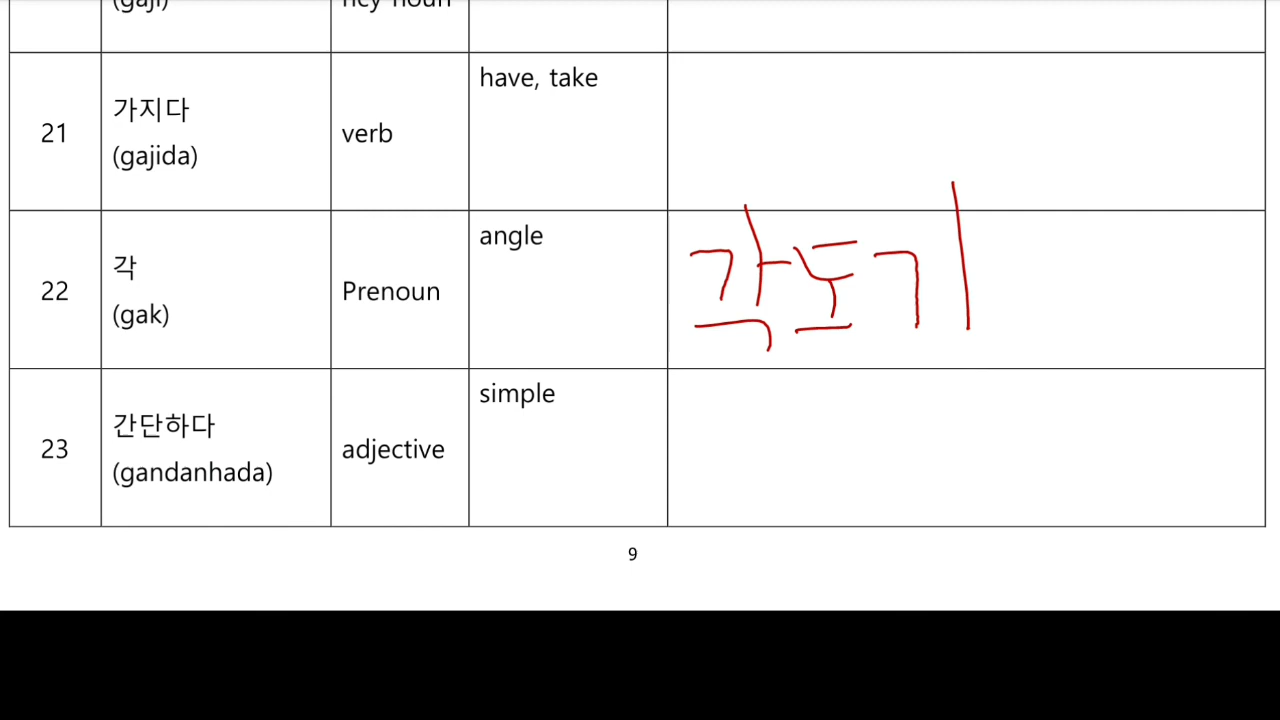 21 가지다 (gajida) verb have, take
22 각 (gak) Prenoun angle 각도기
23 간단하다 (gandanhada) adjective simple
9